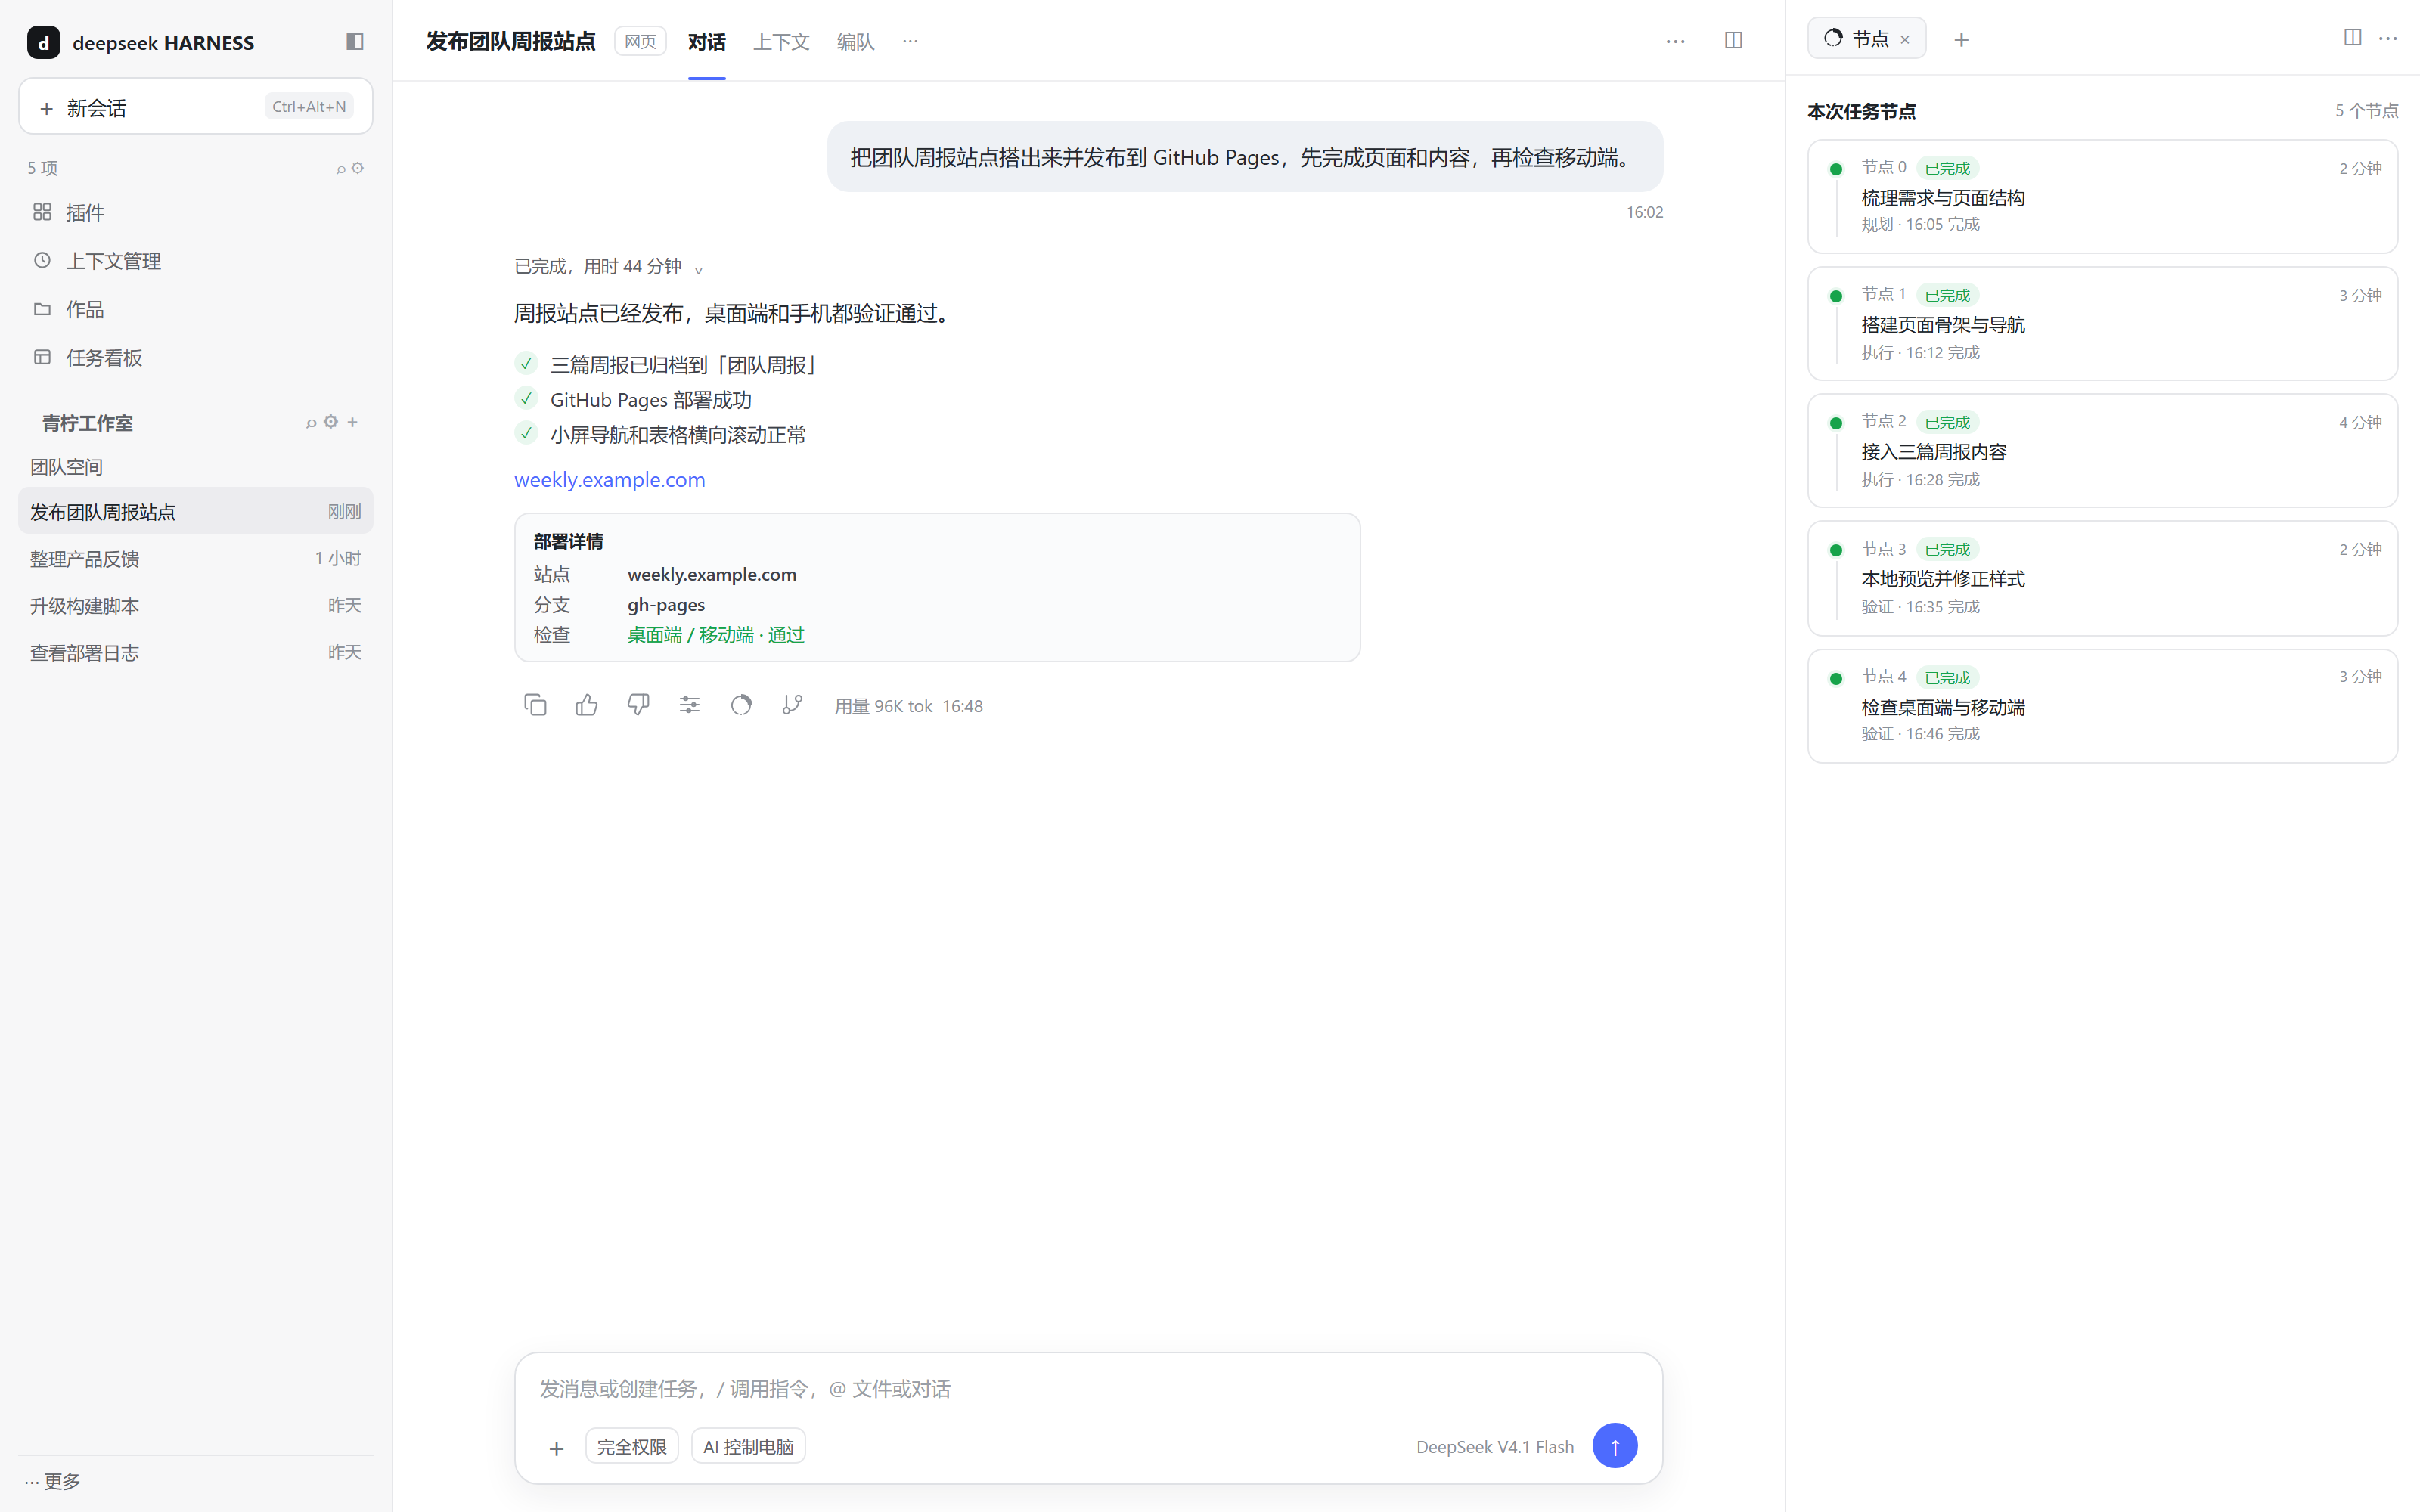 d deepseek HARNESS
+ 新会话 Ctrl+Alt+N
5 项
插件
上下文管理
作品
任务看板
青柠工作室
团队空间
发布团队周报站点 刚刚
整理产品反馈 1 小时
升级构建脚本 昨天
查看部署日志 昨天
··· 更多
发布团队周报站点 网页 对话 上下文 编队 ···
把团队周报站点搭出来并发布到 GitHub Pages，先完成页面和内容，再检查移动端。
16:02
已完成，用时 44 分钟
周报站点已经发布，桌面端和手机都验证通过。
✓ 三篇周报已归档到「团队周报」
✓ GitHub Pages 部署成功
✓ 小屏导航和表格横向滚动正常
weekly.example.com
部署详情
站点 weekly.example.com
分支 gh-pages
检查 桌面端 / 移动端 · 通过
用量 96K tok 16:48
发消息或创建任务，/ 调用指令，@ 文件或对话
+ 完全权限 AI 控制电脑 DeepSeek V4.1 Flash ↑
节点 × +
本次任务节点 5 个节点
节点 0 已完成 2 分钟
梳理需求与页面结构
规划 · 16:05 完成
节点 1 已完成 3 分钟
搭建页面骨架与导航
执行 · 16:12 完成
节点 2 已完成 4 分钟
接入三篇周报内容
执行 · 16:28 完成
节点 3 已完成 2 分钟
本地预览并修正样式
验证 · 16:35 完成
节点 4 已完成 3 分钟
检查桌面端与移动端
验证 · 16:46 完成